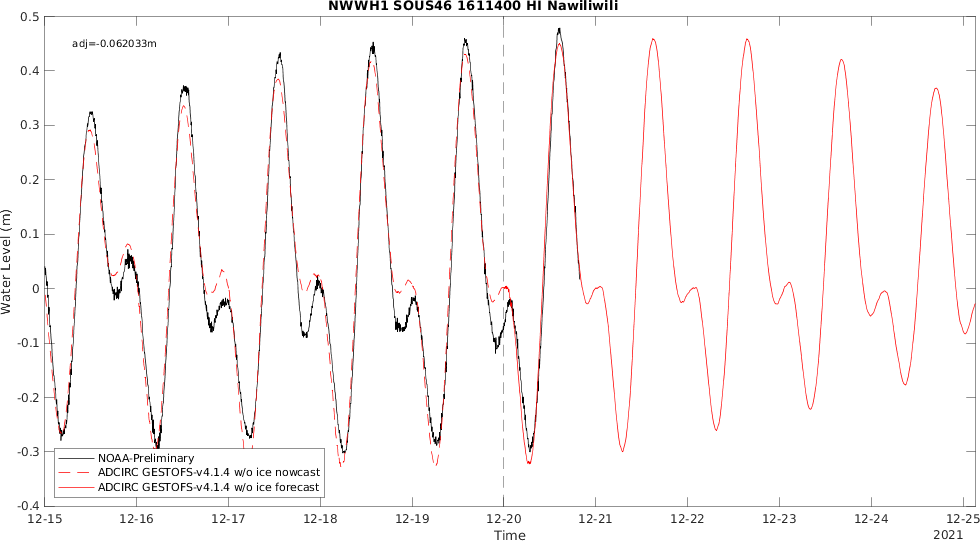 NWWH1 SOUS46 1611400 HI Nawiliwili
adj=-0.062033m
0.5
0.4
0.3
0.2
0.1
0
-0.1
-0.2
-0.3
-0.4
Water Level (m)
NOAA-Preliminary
ADCIRC GESTOFS-v4.1.4 w/o ice nowcast
ADCIRC GESTOFS-v4.1.4 w/o ice forecast
12-15 12-16 12-17 12-18 12-19 12-20 12-21 12-22 12-23 12-24 12-25
Time
2021